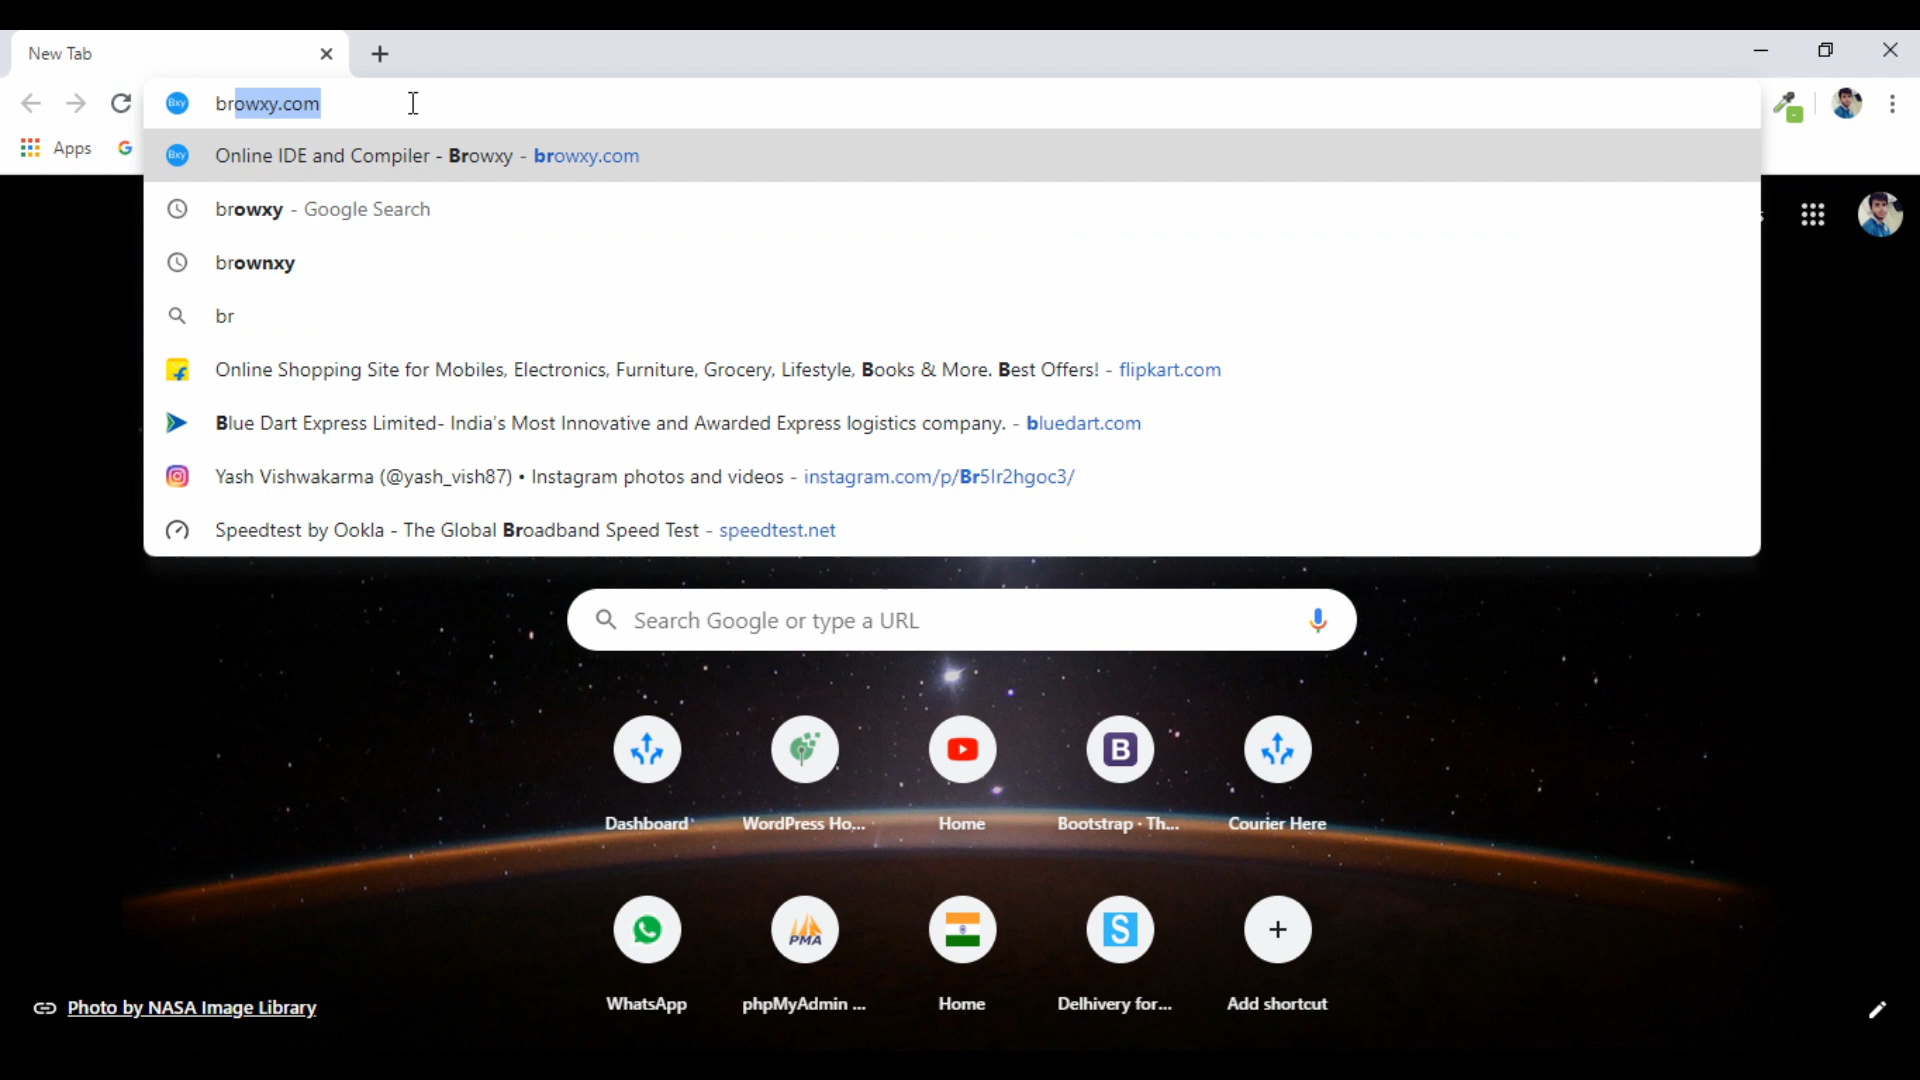 New Tab
Bxy browxy.com
Apps
Bxy Online IDE and Compiler - Browxy - browxy.com
browxy - Google Search
brownxy
br
Online Shopping Site for Mobiles, Electronics, Furniture, Grocery, Lifestyle, Books & More. Best Offers! - flipkart.com
Blue Dart Express Limited- India's Most Innovative and Awarded Express logistics company. - bluedart.com
Yash Vishwakarma (@yash_vish87) • Instagram photos and videos - instagram.com/p/Br5lr2hgoc3/
Speedtest by Ookla - The Global Broadband Speed Test - speedtest.net
Search Google or type a URL
B
Dashboard WordPress Ho... Home Bootstrap · Th... Courier Here
PMA S
WhatsApp phpMyAdmin ... Home Delhivery for... Add shortcut
Photo by NASA Image Library